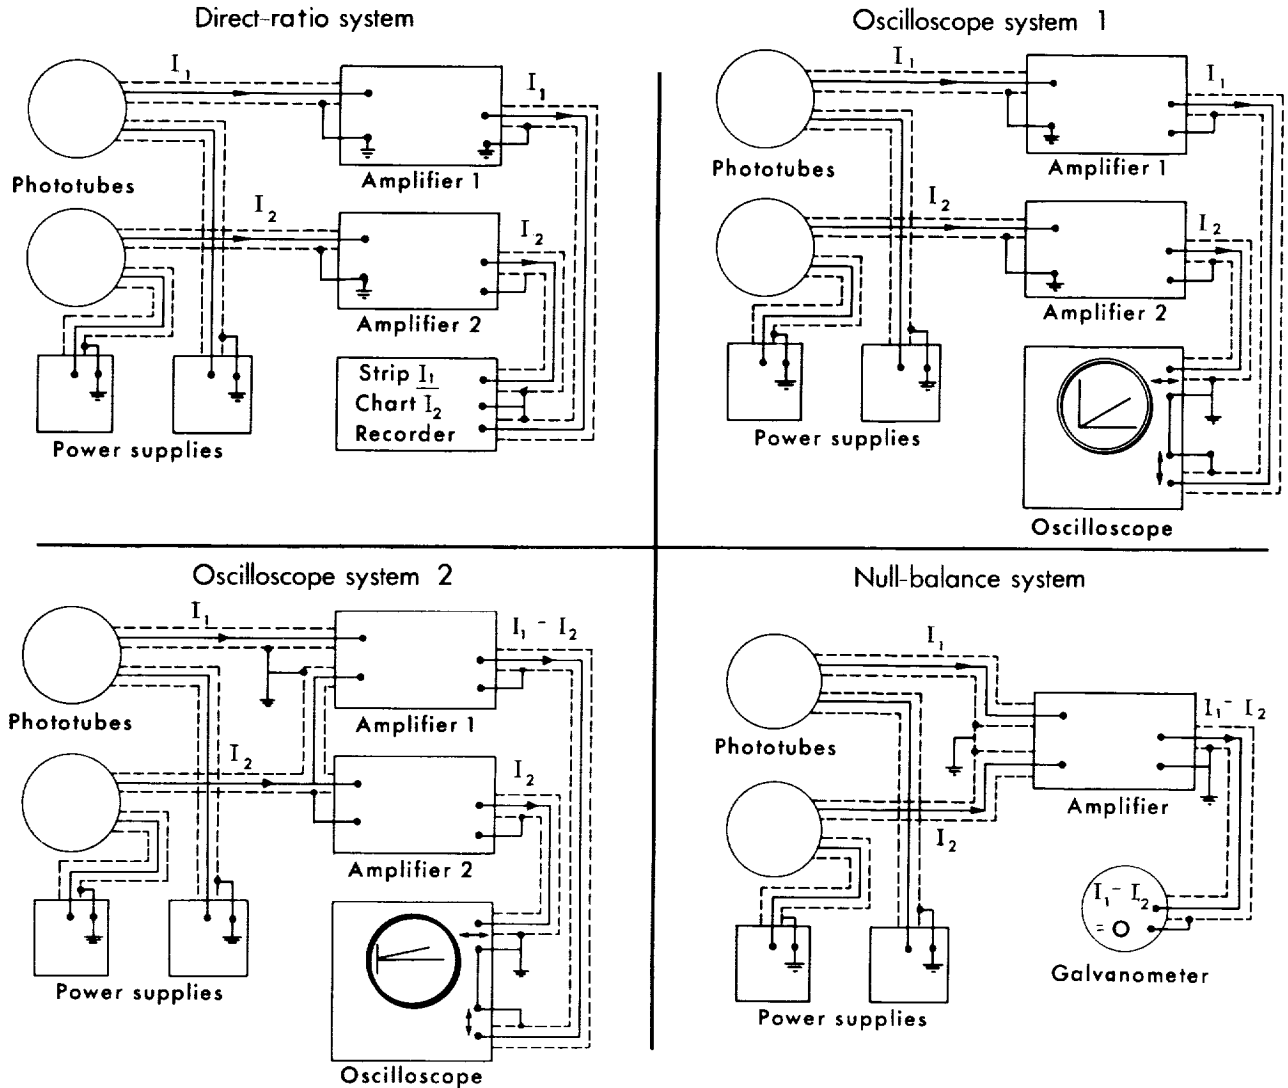 Direct-ratio system
I₁
I₁
Phototubes
Amplifier 1
I₂
I₂
Amplifier 2
Strip I₁
Chart I₂
Recorder
Power supplies
Oscilloscope system 1
I₁
I₁
Phototubes
Amplifier 1
I₂
I₂
Amplifier 2
Power supplies
Oscilloscope
Oscilloscope system 2
I₁
I₁ - I₂
Phototubes
Amplifier 1
I₂
I₂
Amplifier 2
Power supplies
Oscilloscope
Null-balance system
I₁
I₁- I₂
Phototubes
Amplifier
I₂
I₁- I₂
= O
Galvanometer
Power supplies